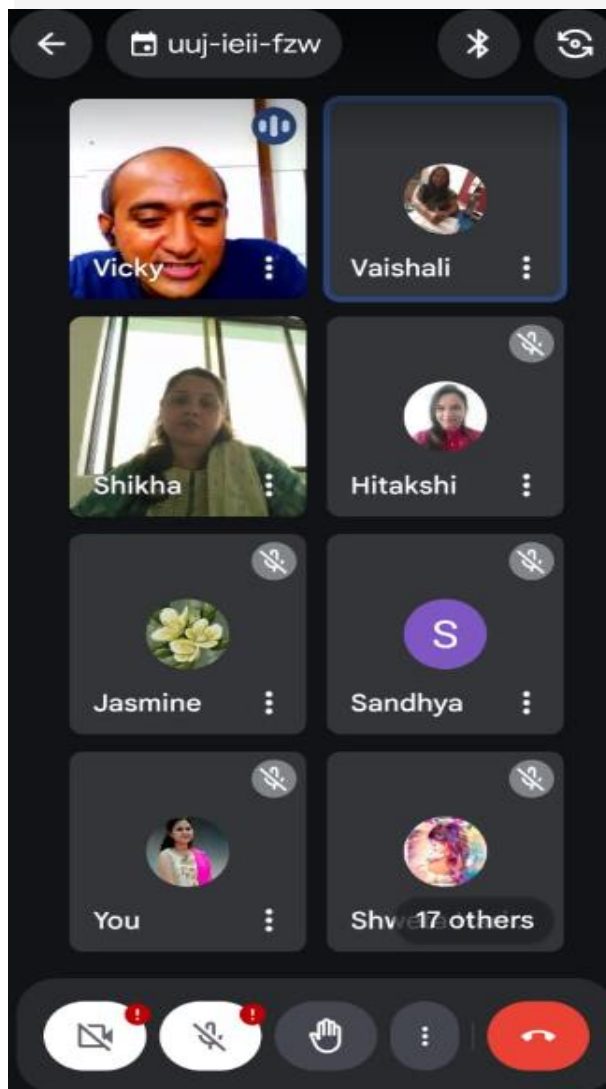 uuj-ieii-fzw
Vicky
Vaishali
Shikha
Hitakshi
Jasmine
S
Sandhya
You
17 others